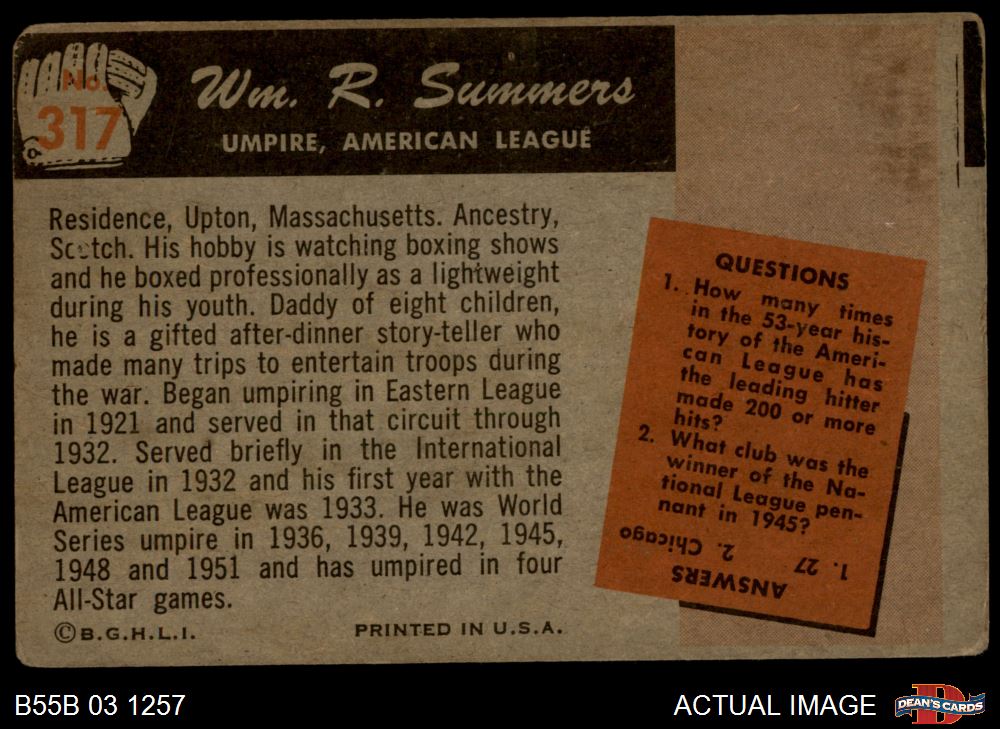 No.
317
Wm. R. Summers
UMPIRE, AMERICAN LEAGUE
Residence, Upton, Massachusetts. Ancestry,
Scotch. His hobby is watching boxing shows
and he boxed professionally as a lightweight
during his youth. Daddy of eight children,
he is a gifted after-dinner story-teller who
made many trips to entertain troops during
the war. Began umpiring in Eastern League
in 1921 and served in that circuit through
1932. Served briefly in the International
League in 1932 and his first year with the
American League was 1933. He was World
Series umpire in 1936, 1939, 1942, 1945,
1948 and 1951 and has umpired in four
All-Star games.
©B.G.H.L.I.
PRINTED IN U.S.A.
QUESTIONS
1. How many times
in the 53-year his-
tory of the Ameri-
can League has
the leading hitter
made 200 or more
hits?
2. What club was the
winner of the Na-
tional League pen-
nant in 1945?
ANSWERS
1. 27 2. Chicago
B55B 03 1257
ACTUAL IMAGE
D
DEAN'S CARDS